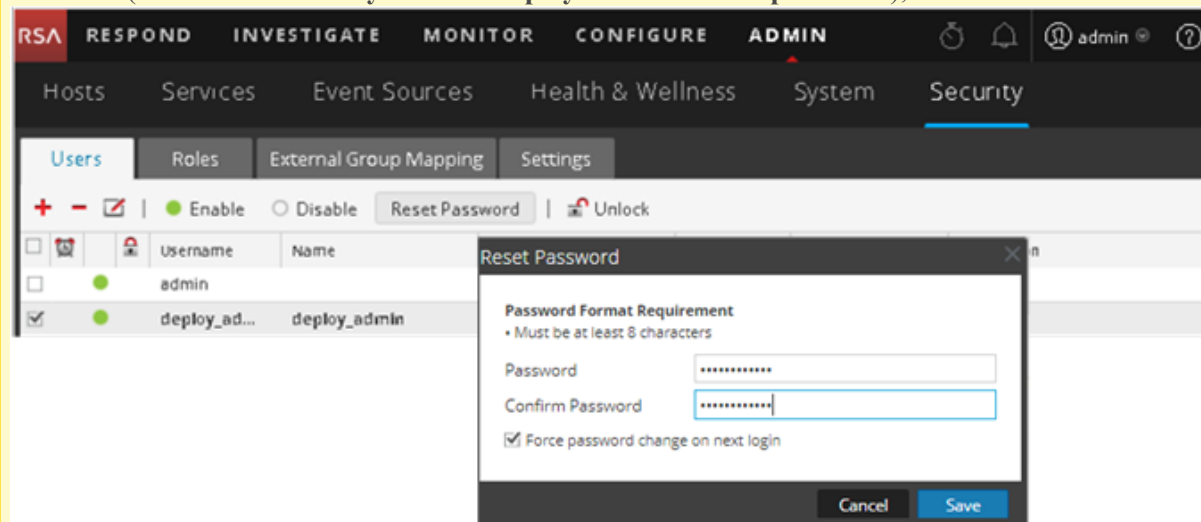 RSA RESPOND INVESTIGATE MONITOR CONFIGURE ADMIN admin
Hosts Services Event Sources Health & Wellness System Security
Users Roles External Group Mapping Settings
Enable Disable Reset Password Unlock
Username Name
admin
deploy_ad... deploy_admin
Reset Password
Password Format Requirement
• Must be at least 8 characters
Password ••••••••••••
Confirm Password ••••••••••••
Force password change on next login
Cancel Save